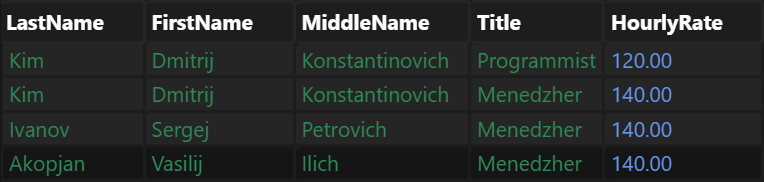 LastName FirstName MiddleName Title HourlyRate
Kim Dmitrij Konstantinovich Programmist 120.00
Kim Dmitrij Konstantinovich Menedzher 140.00
Ivanov Sergej Petrovich Menedzher 140.00
Akopjan Vasilij Ilich Menedzher 140.00